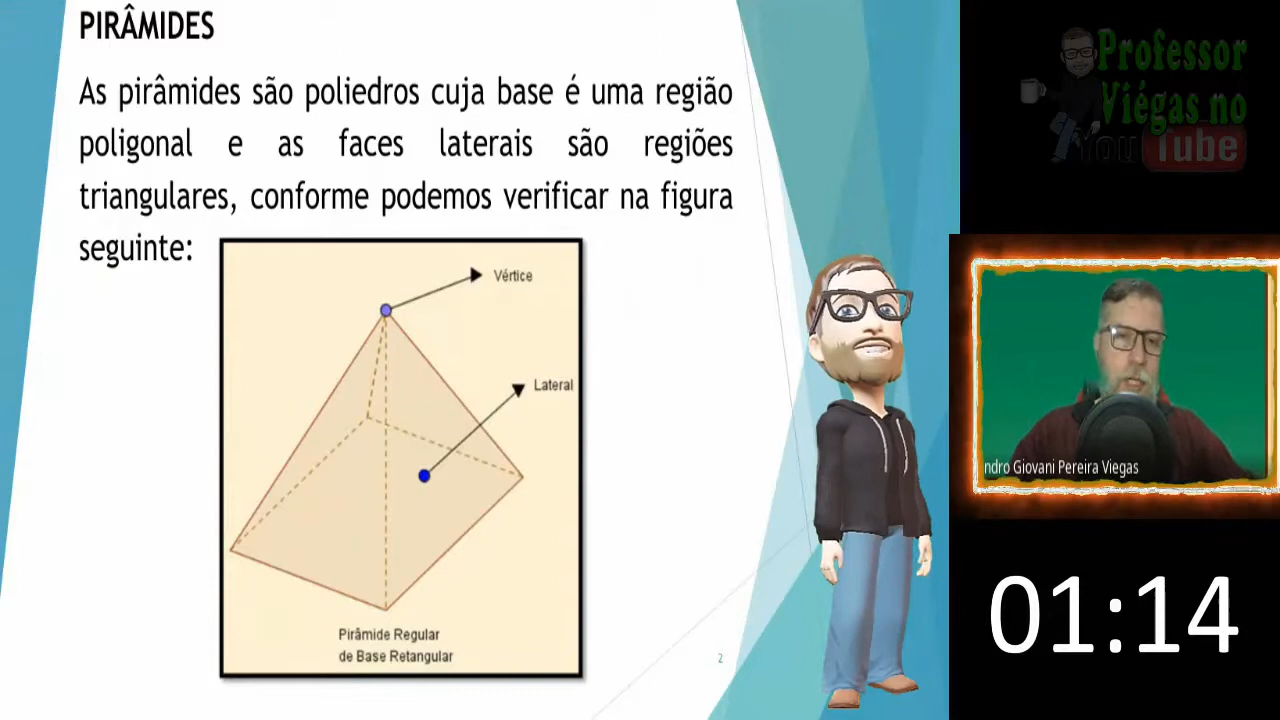 PIRÂMIDES
As pirâmides são poliedros cuja base é uma região
poligonal e as faces laterais são regiões
triangulares, conforme podemos verificar na figura
seguinte:
Vértice
Lateral
Pirâmide Regular
de Base Retangular
2
Professor
Viégas no
YouTube
ndro Giovani Pereira Viegas
01:14